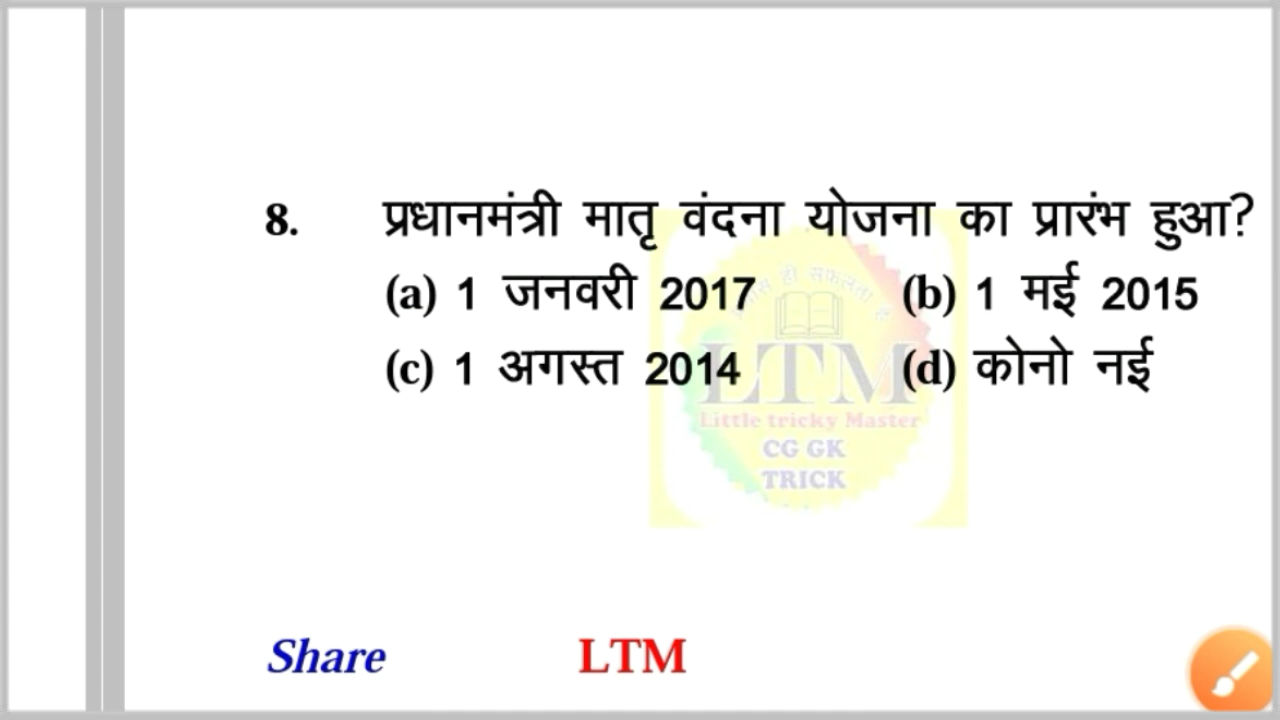 8. प्रधानमंत्री मातृ वंदना योजना का प्रारंभ हुआ?
(a) 1 जनवरी 2017 (b) 1 मई 2015
(c) 1 अगस्त 2014 (d) कोनो नई
ही सफलता है
LTM
Little tricky Master
CG GK
TRICK
Share LTM